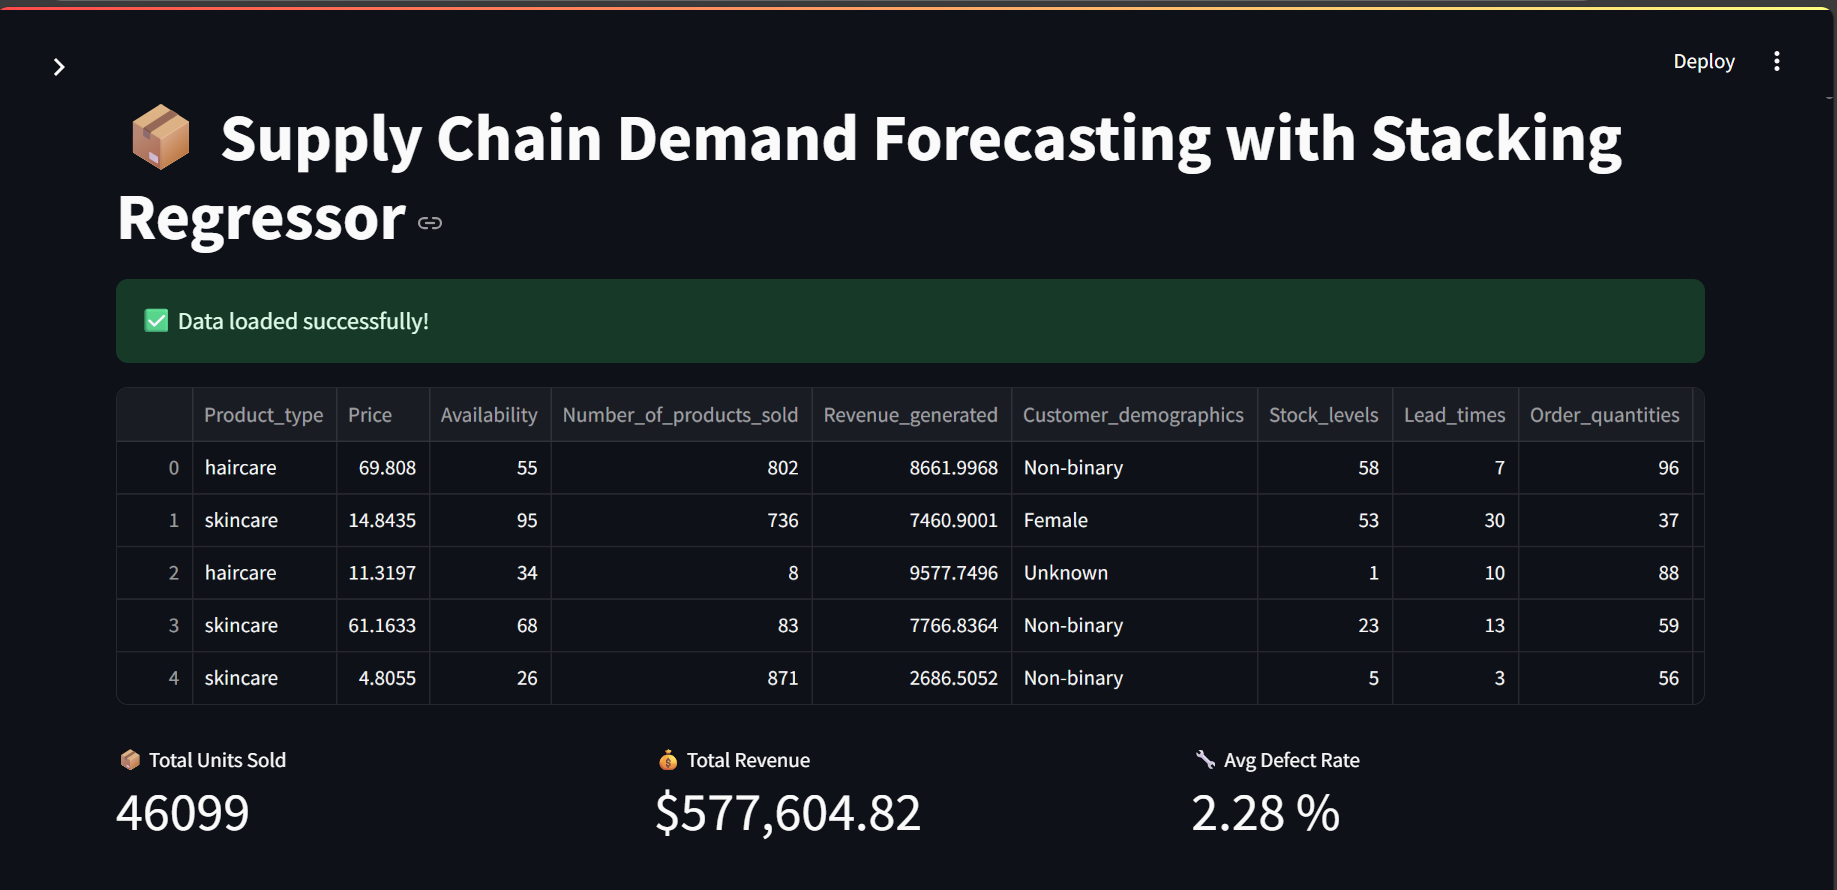 Deploy
📦 Supply Chain Demand Forecasting with Stacking
Regressor
✅ Data loaded successfully!
Product_type Price Availability Number_of_products_sold Revenue_generated Customer_demographics Stock_levels Lead_times Order_quantities
0 haircare 69.808 55 802 8661.9968 Non-binary 58 7 96
1 skincare 14.8435 95 736 7460.9001 Female 53 30 37
2 haircare 11.3197 34 8 9577.7496 Unknown 1 10 88
3 skincare 61.1633 68 83 7766.8364 Non-binary 23 13 59
4 skincare 4.8055 26 871 2686.5052 Non-binary 5 3 56
📦 Total Units Sold 💰 Total Revenue 🔧 Avg Defect Rate
46099 $577,604.82 2.28 %